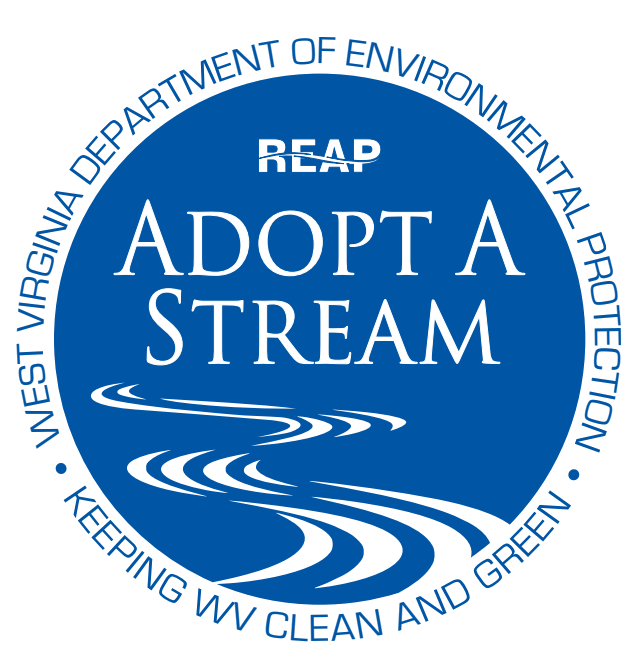 WEST VIRGINIA DEPARTMENT OF ENVIRONMENTAL PROTECTION
REAP
ADOPT A
STREAM
• KEEPING WV CLEAN AND GREEN •